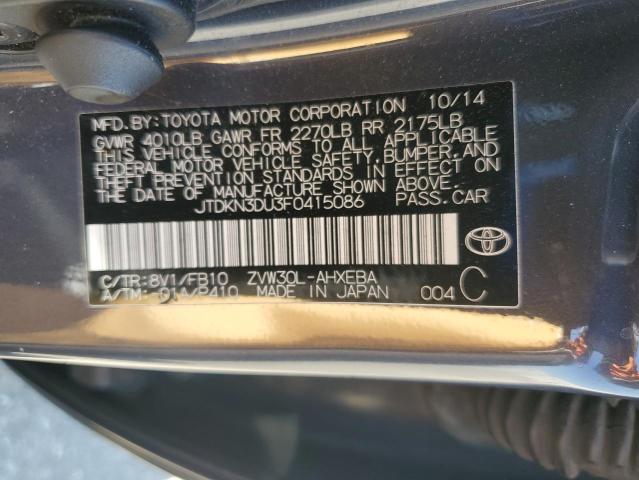 MFD. BY: TOYOTA MOTOR CORPORATION 10/14
GVWR 4010LB GAWR FR 2270LB RR 2175LB
THIS VEHICLE CONFORMS TO ALL APPLICABLE
FEDERAL MOTOR VEHICLE SAFETY, BUMPER, AND
THEFT PREVENTION STANDARDS IN EFFECT ON
THE DATE OF MANUFACTURE SHOWN ABOVE.
JTDKN3DU3F0415086 PASS.CAR
C/TR:8V1/FB10 ZVW30L-AHXEBA
A/TM: P410 MADE IN JAPAN 004 C